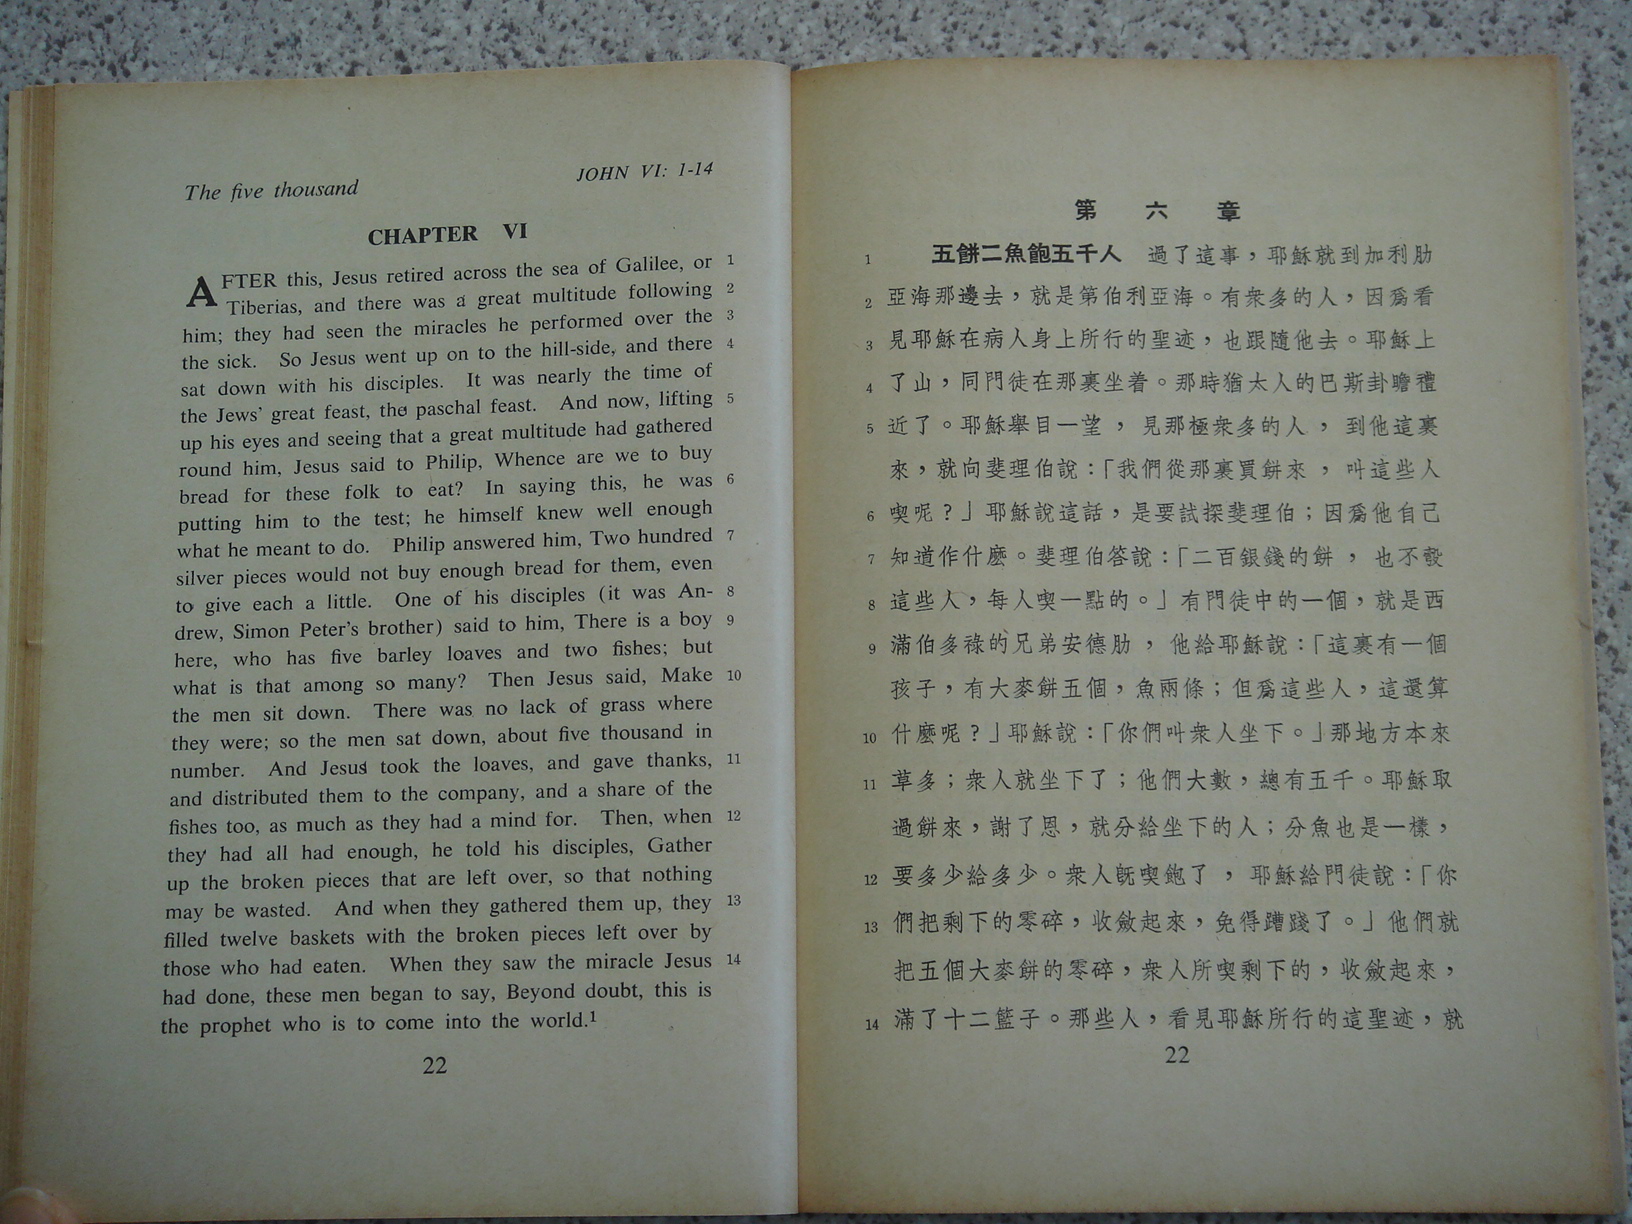 The five thousand
JOHN VI: 1-14
CHAPTER VI
AFTER this, Jesus retired across the sea of Galilee, or 1
Tiberias, and there was a great multitude following 2
him; they had seen the miracles he performed over the 3
the sick. So Jesus went up on to the hill-side, and there 4
sat down with his disciples. It was nearly the time of
the Jews' great feast, the paschal feast. And now, lifting 5
up his eyes and seeing that a great multitude had gathered
round him, Jesus said to Philip, Whence are we to buy
bread for these folk to eat? In saying this, he was 6
putting him to the test; he himself knew well enough
what he meant to do. Philip answered him, Two hundred 7
silver pieces would not buy enough bread for them, even
to give each a little. One of his disciples (it was An- 8
drew, Simon Peter's brother) said to him, There is a boy 9
here, who has five barley loaves and two fishes; but
what is that among so many? Then Jesus said, Make 10
the men sit down. There was no lack of grass where
they were; so the men sat down, about five thousand in
number. And Jesus took the loaves, and gave thanks, 11
and distributed them to the company, and a share of the
fishes too, as much as they had a mind for. Then, when 12
they had all had enough, he told his disciples, Gather
up the broken pieces that are left over, so that nothing
may be wasted. And when they gathered them up, they 13
filled twelve baskets with the broken pieces left over by
those who had eaten. When they saw the miracle Jesus 14
had done, these men began to say, Beyond doubt, this is
the prophet who is to come into the world.1
22
第六章
1 五餅二魚飽五千人 過了這事，耶穌就到加利肋
2 亞海那邊去，就是第伯利亞海。有衆多的人，因爲看
3 見耶穌在病人身上所行的聖迹，也跟隨他去。耶穌上
4 了山，同門徒在那裏坐着。那時猶太人的巴斯卦瞻禮
5 近了。耶穌舉目一望，見那極衆多的人，到他這裏
來，就向斐理伯說：「我們從那裏買餅來，叫這些人
6 喫呢？」耶穌說這話，是要試探斐理伯；因爲他自己
7 知道作什麼。斐理伯答說：「二百銀錢的餅，也不彀
8 這些人，每人喫一點的。」有門徒中的一個，就是西
9 滿伯多祿的兄弟安德肋，他給耶穌說：「這裏有一個
孩子，有大麥餅五個，魚兩條；但爲這些人，這還算
10 什麼呢？」耶穌說：「你們叫衆人坐下。」那地方本來
11 草多；衆人就坐下了；他們大數，總有五千。耶穌取
過餅來，謝了恩，就分給坐下的人；分魚也是一樣，
12 要多少給多少。衆人旣喫飽了，耶穌給門徒說：「你
13 們把剩下的零碎，收斂起來，免得蹧踐了。」他們就
把五個大麥餅的零碎，衆人所喫剩下的，收斂起來，
14 滿了十二籃子。那些人，看見耶穌所行的這聖迹，就
22